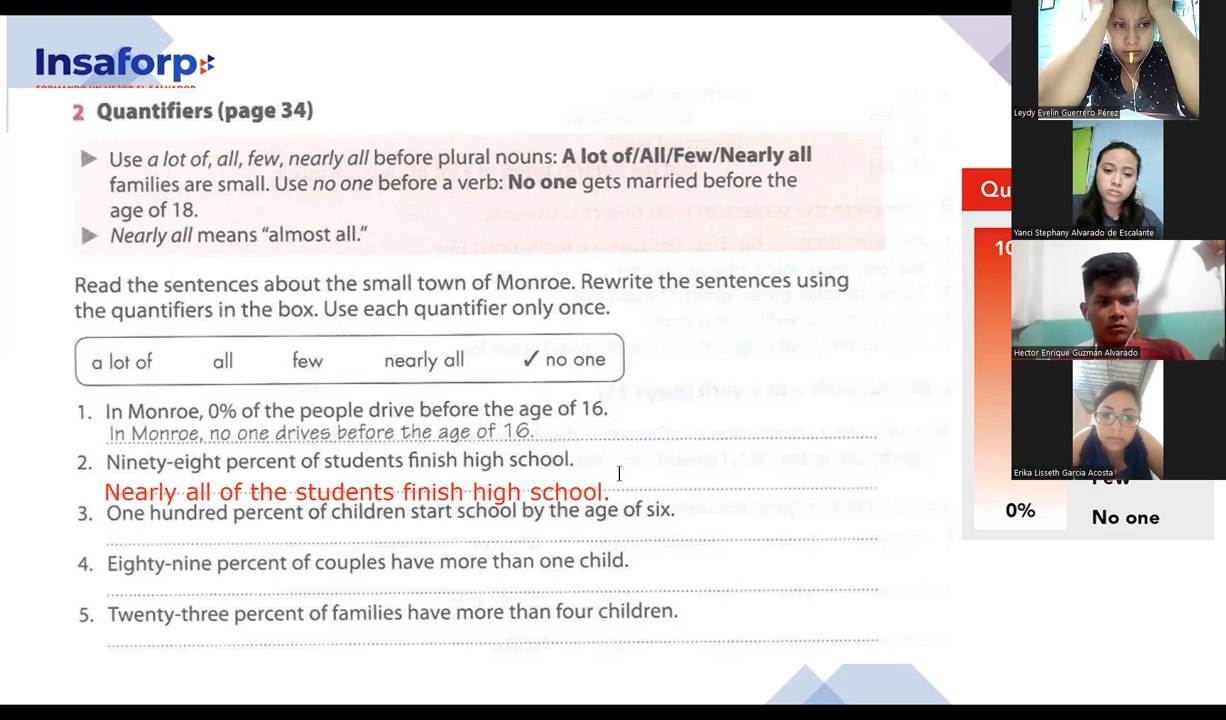 Insaforp
FORMANDO UN MEJOR EL SALVADOR
2 Quantifiers (page 34)
▶ Use a lot of, all, few, nearly all before plural nouns: A lot of/All/Few/Nearly all
families are small. Use no one before a verb: No one gets married before the
age of 18.
▶ Nearly all means “almost all.”
Read the sentences about the small town of Monroe. Rewrite the sentences using
the quantifiers in the box. Use each quantifier only once.
a lot of all few nearly all ✓ no one
1. In Monroe, 0% of the people drive before the age of 16.
In Monroe, no one drives before the age of 16.
2. Ninety-eight percent of students finish high school.
Nearly all of the students finish high school.
3. One hundred percent of children start school by the age of six.
4. Eighty-nine percent of couples have more than one child.
5. Twenty-three percent of families have more than four children.
Qu
10
Few
0%
No one
Leydy Evelin Guerrero Pérez
Yanci Stephany Alvarado de Escalante
Hector Enrique Guzmán Alvarado
Erika Lisseth Garcia Acosta